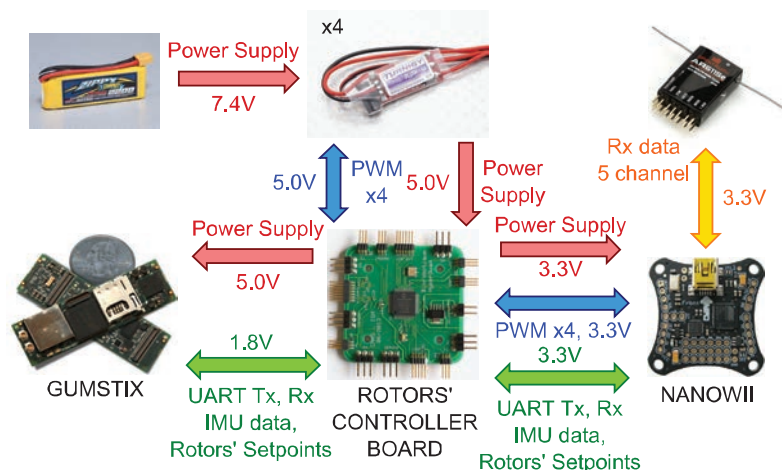 x4
Power Supply
7.4V
5.0V
PWM
x4
5.0V
Power
Supply
Rx data
5 channel
3.3V
Power Supply
5.0V
Power Supply
3.3V
PWM x4, 3.3V
1.8V
UART Tx, Rx
IMU data,
Rotors' Setpoints
3.3V
UART Tx, Rx
IMU data,
Rotors' Setpoints
GUMSTIX
ROTORS'
CONTROLLER
BOARD
NANOWII